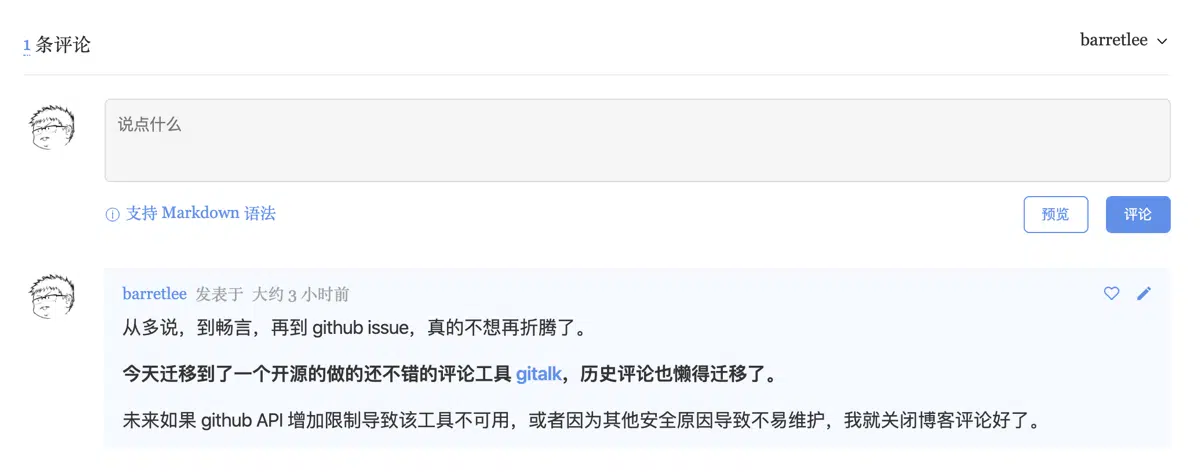 1 条评论
barretlee
说点什么
支持 Markdown 语法
预览
评论
barretlee 发表于 大约 3 小时前
从多说，到畅言，再到 github issue，真的不想再折腾了。
今天迁移到了一个开源的做的还不错的评论工具 gitalk，历史评论也懒得迁移了。
未来如果 github API 增加限制导致该工具不可用，或者因为其他安全原因导致不易维护，我就关闭博客评论好了。